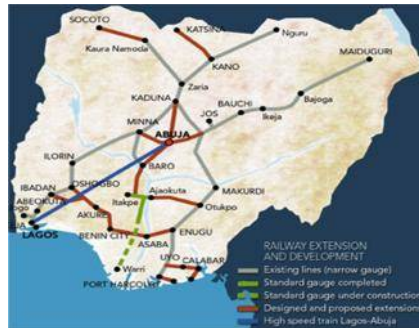 SOCOTO
KATSINA
Nguru
Kaura Namoda
KANO
MAIDUGURI
Zaria
KADUNA
BAUCHI
Bajoga
JOS
Ikeja
MINNA
ABUJA
ILORIN
BARO
IBADAN
OSHOGBO
Ajaokuta
MAKURDI
ABEOKUTA
Itakpe
Otukpo
AKURE
LAGOS
BENIN CITY
ENUGU
ASABA
Warri
UYO
CALABAR
PORT HARCOURT
RAILWAY EXTENSION
AND DEVELOPMENT
Existing lines (narrow gauge)
Standard gauge completed
Standard gauge under construction
Designed and proposed extensions
High speed train Lagos-Abuja